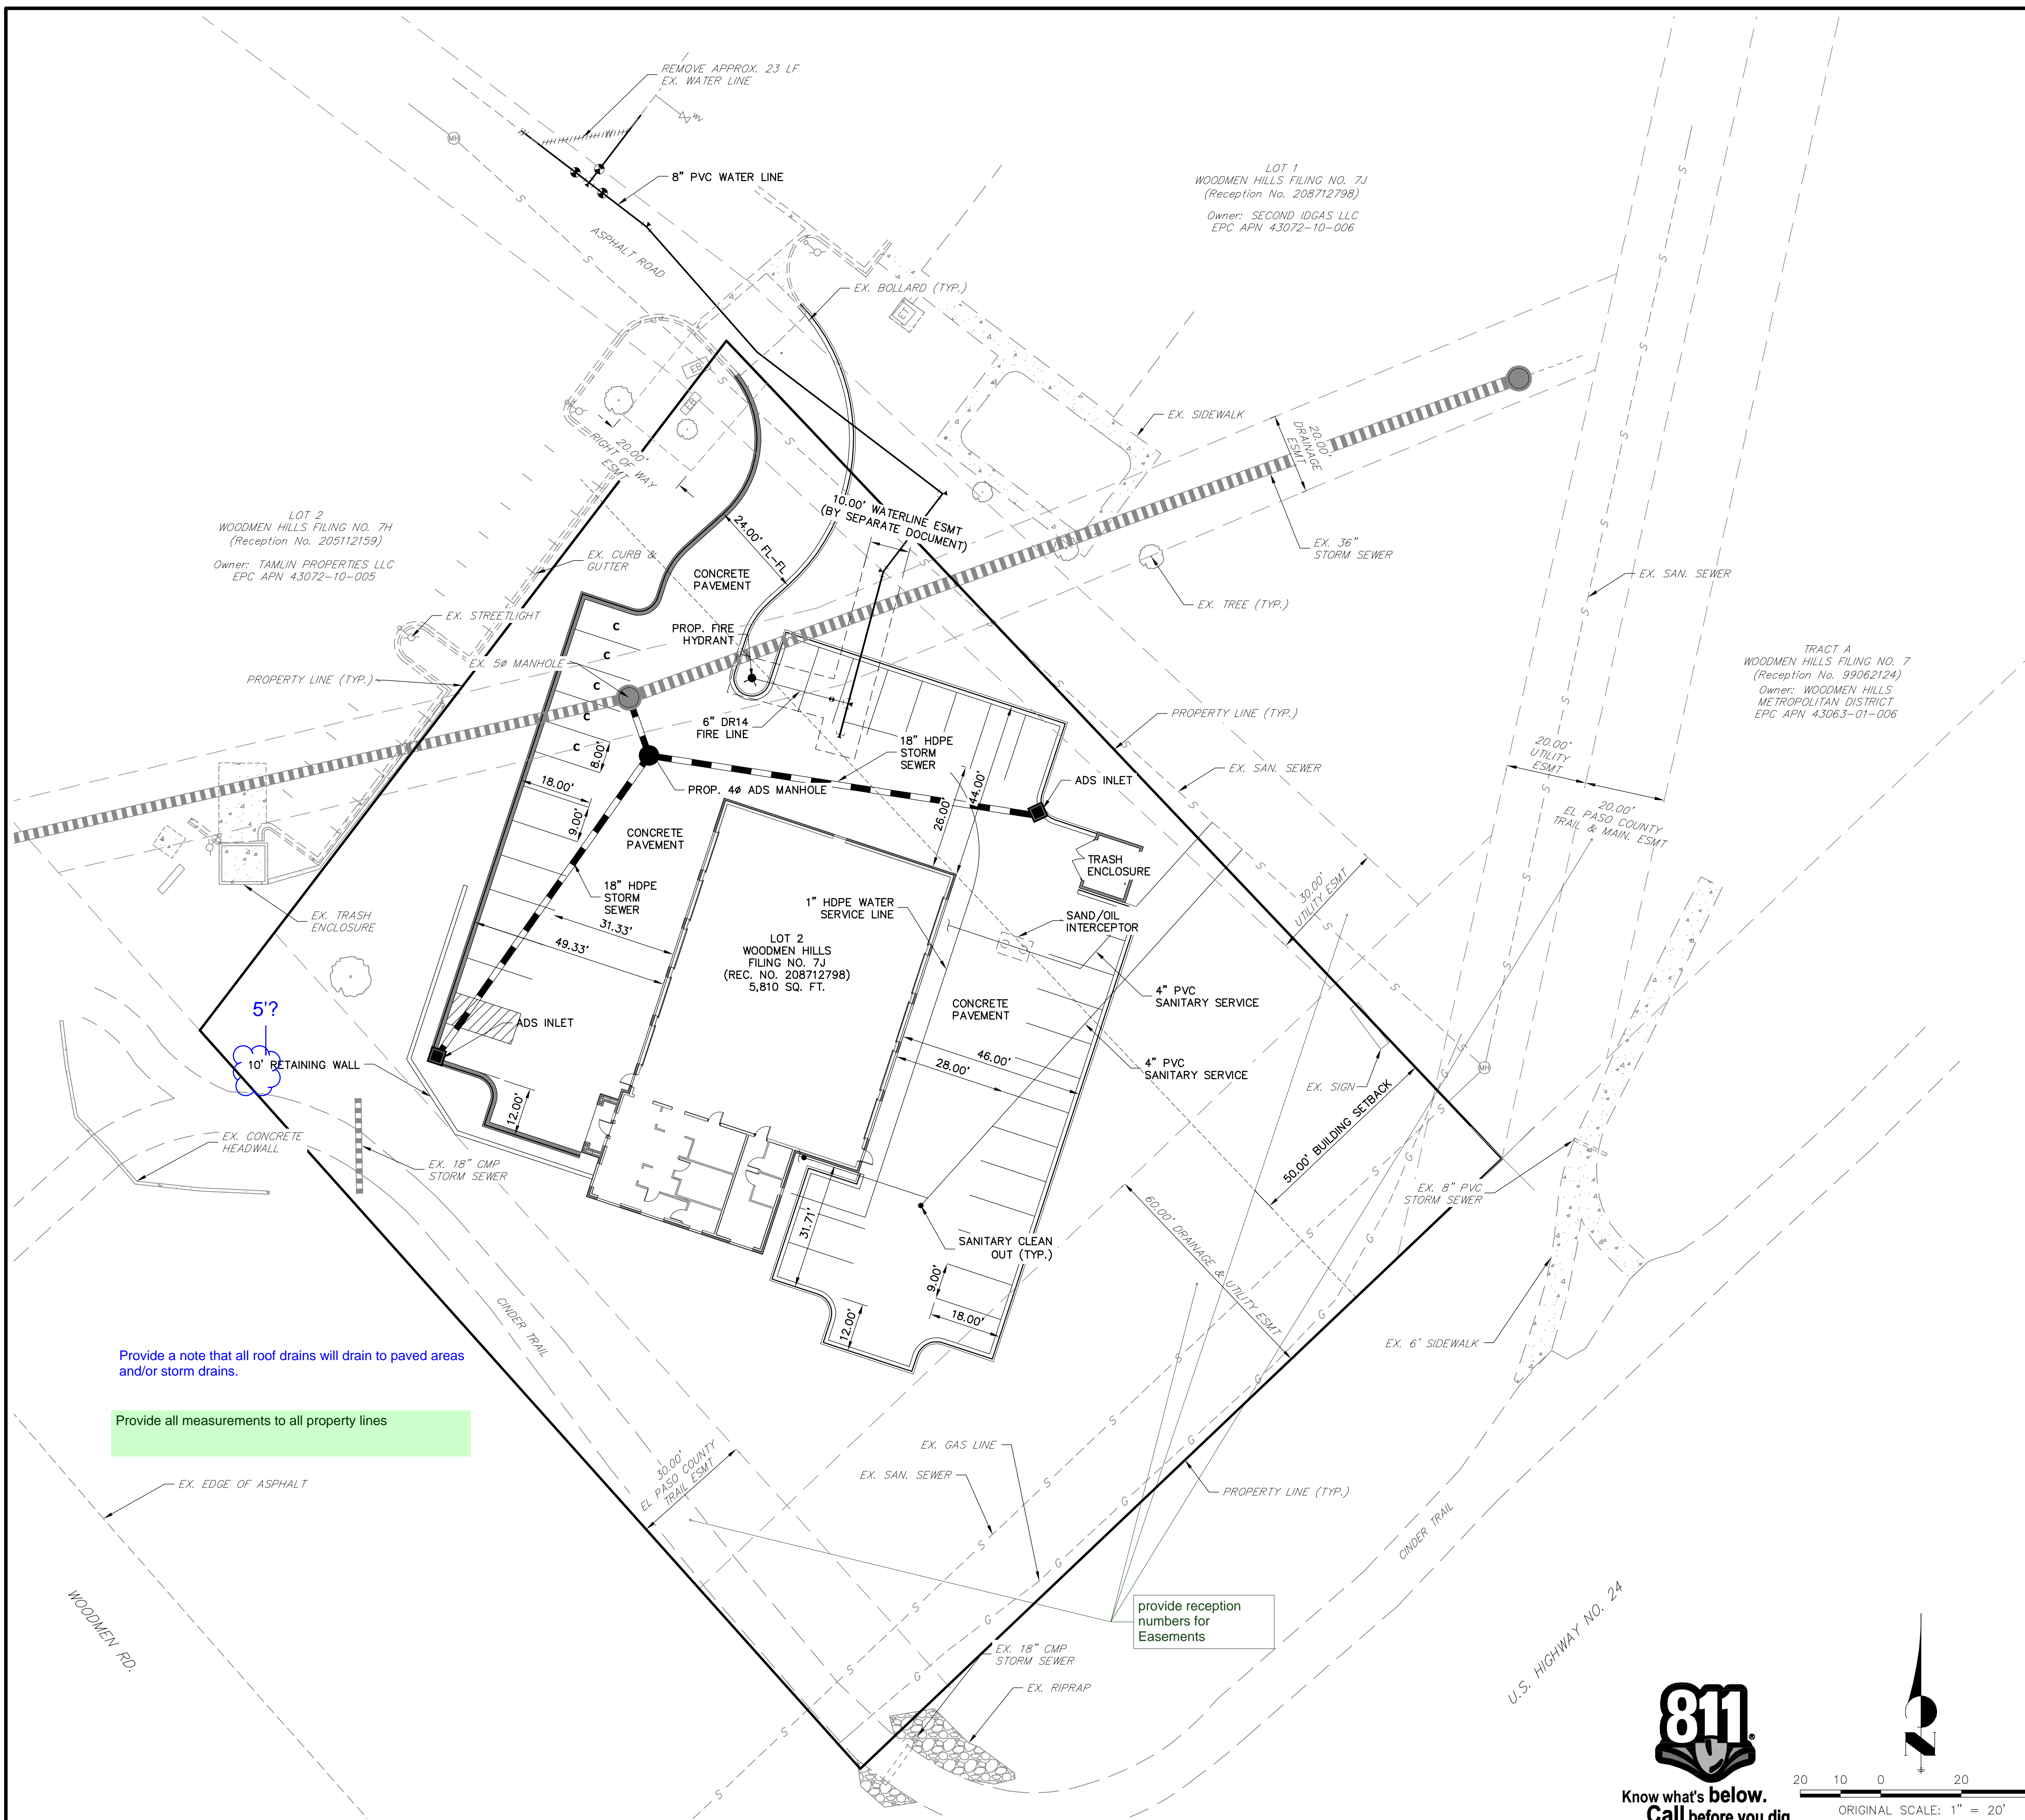 REMOVE APPROX. 23 LF
EX. WATER LINE
WV
MH
8" PVC WATER LINE
LOT 1
WOODMEN HILLS FILING NO. 7J
(Reception No. 208712798)
Owner: SECOND IDGAS LLC
EPC APN 43072-10-006
ASPHALT ROAD
EX. BOLLARD (TYP.)
ET
EB
EB
EX. SIDEWALK
20.00'
DRAINAGE
ESMT
20.00'
RIGHT OF WAY
ESMT
10.00' WATERLINE ESMT
(BY SEPARATE DOCUMENT)
LOT 2
WOODMEN HILLS FILING NO. 7H
(Reception No. 205112159)
Owner: TAMLIN PROPERTIES LLC
EPC APN 43072-10-005
24.00' FL-FL
EX. CURB &
GUTTER
CONCRETE
PAVEMENT
EX. 36"
STORM SEWER
EX. SAN. SEWER
EX. TREE (TYP.)
EX. STREETLIGHT
PROP. FIRE
HYDRANT
C
C
C
C
C
EX. 5ø MANHOLE
PROPERTY LINE (TYP.)
TRACT A
WOODMEN HILLS FILING NO. 7
(Reception No. 99062124)
Owner: WOODMEN HILLS
METROPOLITAN DISTRICT
EPC APN 43063-01-006
6" DR14
FIRE LINE
PROPERTY LINE (TYP.)
18" HDPE
STORM
SEWER
8.00'
18.00'
9.00'
PROP. 4ø ADS MANHOLE
44.00'
26.00'
ADS INLET
EX. SAN. SEWER
20.00'
UTILITY
ESMT
20.00'
EL PASO COUNTY
TRAIL & MAIN. ESMT
CONCRETE
PAVEMENT
TRASH
ENCLOSURE
30.00'
UTILITY ESMT
18" HDPE
STORM
SEWER
1" HDPE WATER
SERVICE LINE
SAND/OIL
INTERCEPTOR
EX. TRASH
ENCLOSURE
31.33'
49.33'
LOT 2
WOODMEN HILLS
FILING NO. 7J
(REC. NO. 208712798)
5,810 SQ. FT.
4" PVC
SANITARY SERVICE
CONCRETE
PAVEMENT
5'?
ADS INLET
10' RETAINING WALL
46.00'
28.00'
4" PVC
SANITARY SERVICE
EX. SIGN
MH
50.00' BUILDING SETBACK
12.00'
EX. CONCRETE
HEADWALL
EX. 18" CMP
STORM SEWER
EX. 8" PVC
STORM SEWER
31.71'
60.00' DRAINAGE & UTILITY ESMT
SANITARY CLEAN
OUT (TYP.)
9.00'
18.00'
12.00'
CINDER TRAIL
EX. 6' SIDEWALK
Provide a note that all roof drains will drain to paved areas
and/or storm drains.
Provide all measurements to all property lines
EX. EDGE OF ASPHALT
30.00'
EL PASO COUNTY
TRAIL ESMT
EX. GAS LINE
EX. SAN. SEWER
PROPERTY LINE (TYP.)
CINDER TRAIL
WOODMEN RD.
provide reception
numbers for
Easements
EX. 18" CMP
STORM SEWER
EX. RIPRAP
U.S. HIGHWAY NO. 24
811®
Know what's below.
Call before you dig
N
20 10 0 20
ORIGINAL SCALE: 1" = 20'